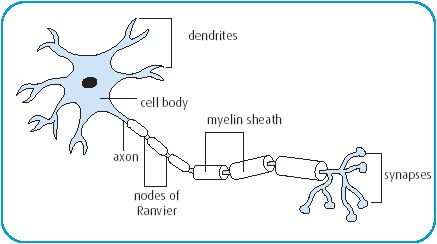 dendrites
cell body
myelin sheath
axon
nodes of
Ranvier
synapses